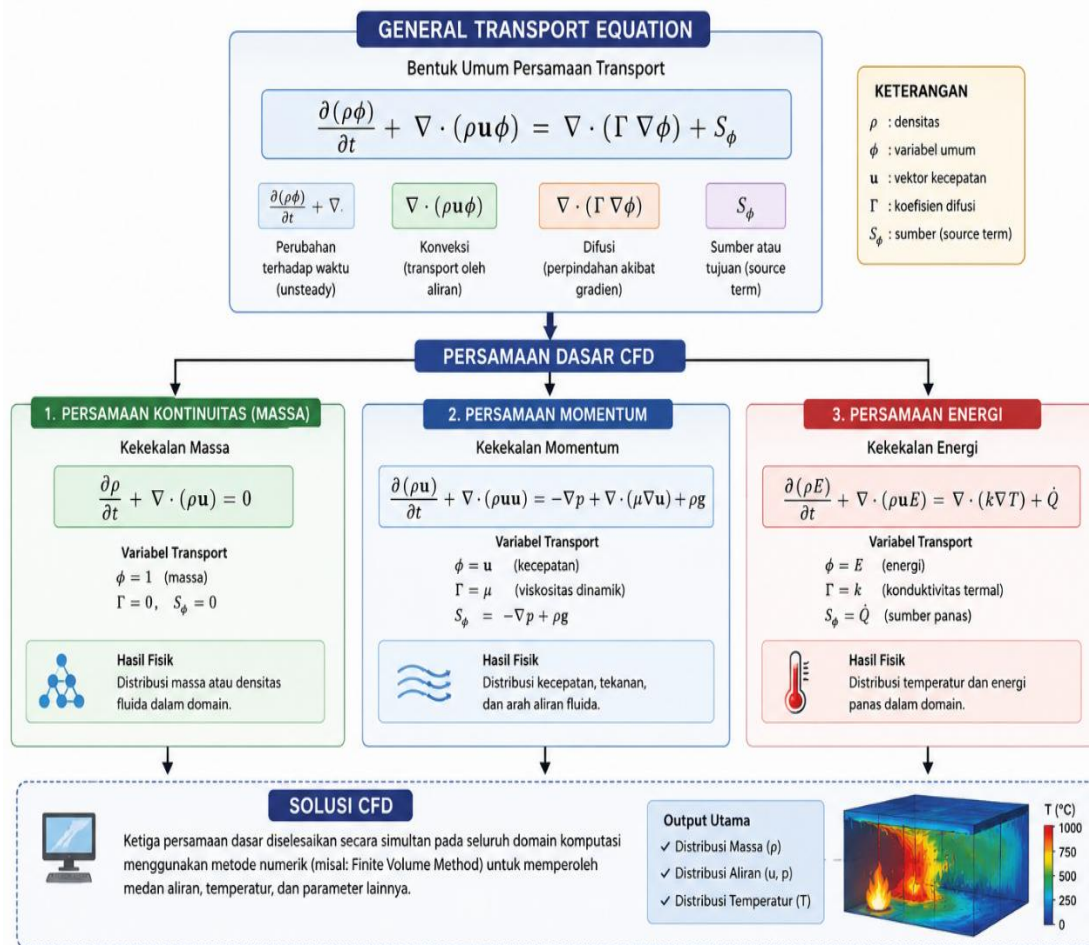 GENERAL TRANSPORT EQUATION
Bentuk Umum Persamaan Transport
∂(ρϕ)/∂t + ∇ · (ρ𝐮ϕ) = ∇ · (Γ ∇ϕ) + S_ϕ
∂(ρϕ)/∂t + ∇.
Perubahan
terhadap waktu
(unsteady)
∇ · (ρ𝐮ϕ)
Konveksi
(transport oleh
aliran)
∇ · (Γ ∇ϕ)
Difusi
(perpindahan akibat
gradien)
S_ϕ
Sumber atau
tujuan (source
term)
KETERANGAN
ρ : densitas
ϕ : variabel umum
𝐮 : vektor kecepatan
Γ : koefisien difusi
S_ϕ : sumber (source term)
PERSAMAAN DASAR CFD
1. PERSAMAAN KONTINUITAS (MASSA)
Kekekalan Massa
∂ρ/∂t + ∇ · (ρ𝐮) = 0
Variabel Transport
ϕ = 1 (massa)
Γ = 0, S_ϕ = 0
Hasil Fisik
Distribusi massa atau densitas
fluida dalam domain.
2. PERSAMAAN MOMENTUM
Kekekalan Momentum
∂(ρ𝐮)/∂t + ∇ · (ρ𝐮𝐮) = −∇p + ∇ · (μ∇𝐮) + ρg
Variabel Transport
ϕ = 𝐮 (kecepatan)
Γ = μ (viskositas dinamik)
S_ϕ = −∇p + ρg
Hasil Fisik
Distribusi kecepatan, tekanan,
dan arah aliran fluida.
3. PERSAMAAN ENERGI
Kekekalan Energi
∂(ρE)/∂t + ∇ · (ρ𝐮E) = ∇ · (k∇T) + Q̇
Variabel Transport
ϕ = E (energi)
Γ = k (konduktivitas termal)
S_ϕ = Q̇ (sumber panas)
Hasil Fisik
Distribusi temperatur dan energi
panas dalam domain.
SOLUSI CFD
Ketiga persamaan dasar diselesaikan secara simultan pada seluruh domain komputasi
menggunakan metode numerik (misal: Finite Volume Method) untuk memperoleh
medan aliran, temperatur, dan parameter lainnya.
Output Utama
✓ Distribusi Massa (ρ)
✓ Distribusi Aliran (u, p)
✓ Distribusi Temperatur (T)
T (°C)
1000
750
500
250
0